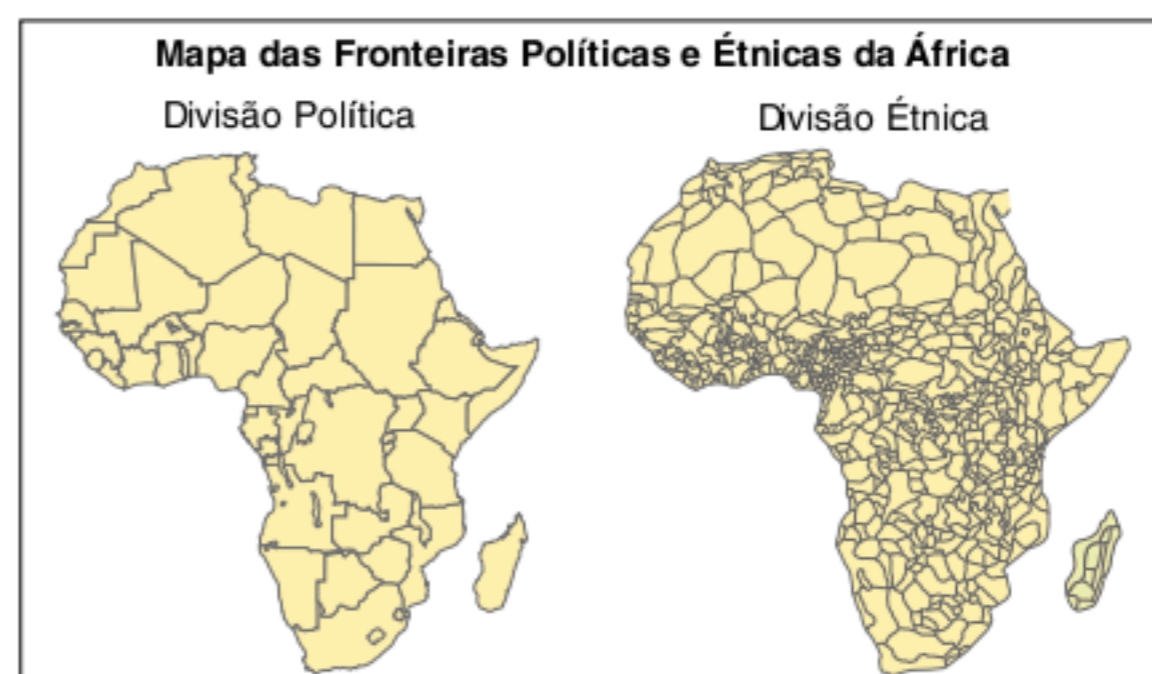 Mapa das Fronteiras Políticas e Étnicas da África
Divisão Política
Divisão Étnica